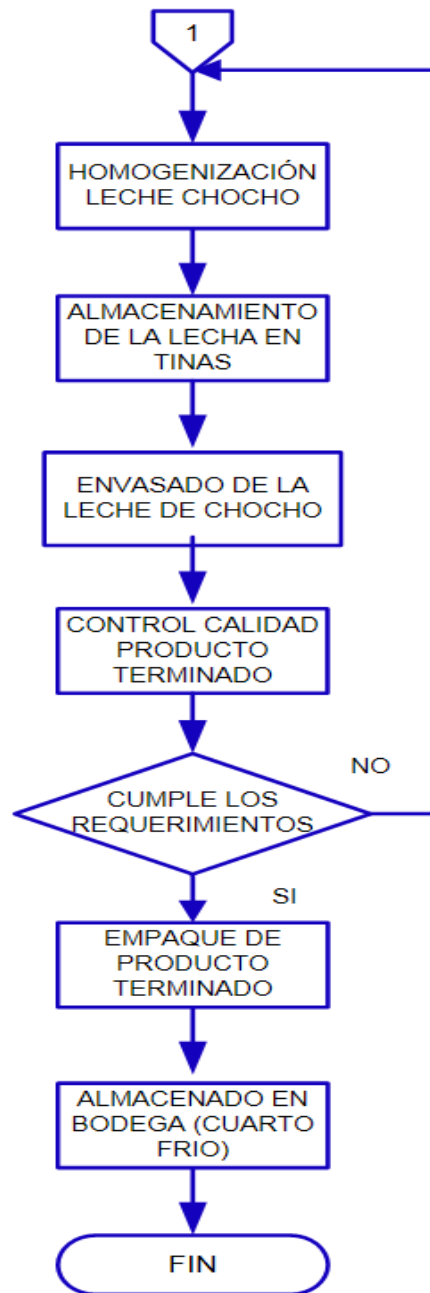 1
HOMOGENIZACIÓN
LECHE CHOCHO
ALMACENAMIENTO
DE LA LECHA EN
TINAS
ENVASADO DE LA
LECHE DE CHOCHO
CONTROL CALIDAD
PRODUCTO
TERMINADO
NO
CUMPLE LOS
REQUERIMIENTOS
SI
EMPAQUE DE
PRODUCTO
TERMINADO
ALMACENADO EN
BODEGA (CUARTO
FRIO)
FIN